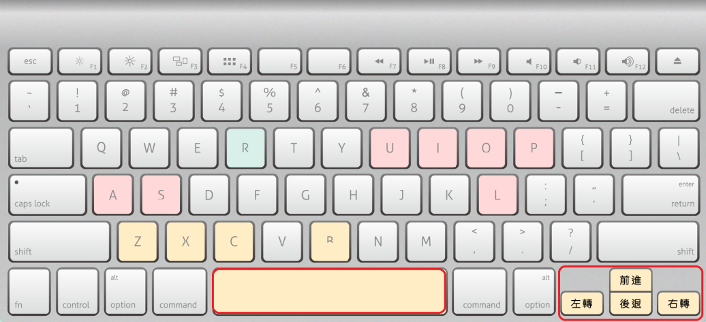 esc F1 F2 F3 F4 F5 F6 F7 F8 F9 F10 F11 F12
~ ! @ # $ % ^ & * ( ) – +
` 1 2 3 4 5 6 7 8 9 0 - = delete
tab Q W E R T Y U I O P { [ } ] | \
caps lock A S D F G H J K L : ; " ' enter return
shift Z X C V B N M < , > . ? / shift
fn control alt option command command alt option
前進
左轉 後退 右轉